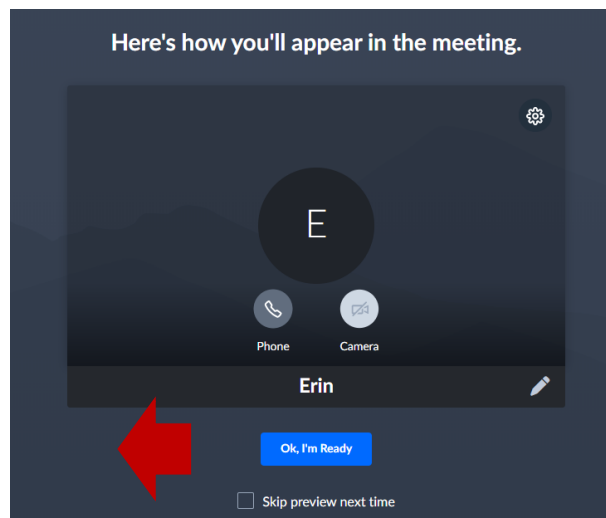 Here's how you'll appear in the meeting.
E
Phone Camera
Erin
Ok, I'm Ready
Skip preview next time